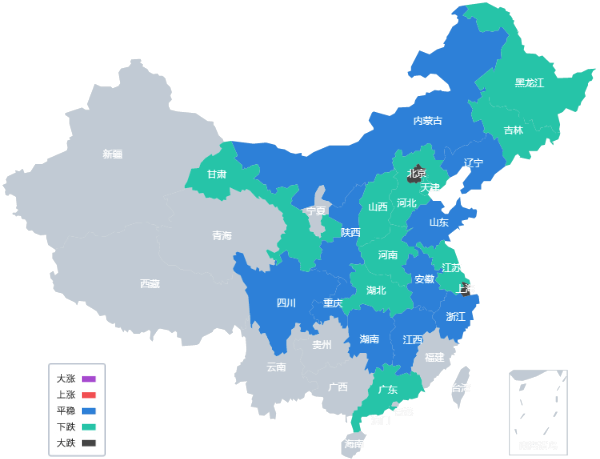 黑龙江
内蒙古
吉林
新疆
辽宁
甘肃
北京
天津
宁夏
山西
河北
青海
陕西
山东
河南
江苏
西藏
安徽
湖北
上海
四川
重庆
浙江
湖南
江西
贵州
福建
云南
广西
广东
台湾
海南
大涨
上涨
平稳
下跌
大跌